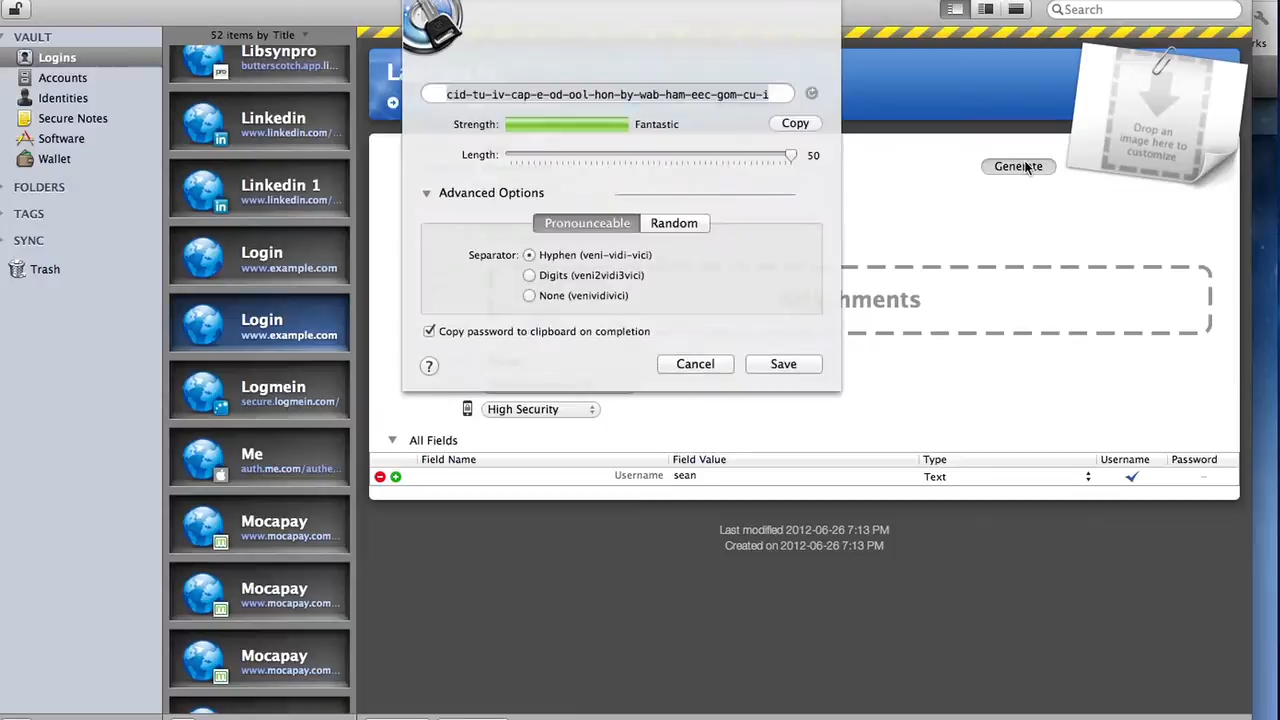 Search
VAULT
Logins
Accounts
Identities
Secure Notes
Software
Wallet
FOLDERS
TAGS
SYNC
Trash
52 items by Title
Libsynpro
butterscotch.app.li...
pro
Linkedin
www.linkedin.com/...
Linkedin 1
www.linkedin.com/...
Login
www.example.com
Login
www.example.com
Logmein
secure.logmein.com/
Me
auth.me.com/authe...
Mocapay
www.mocapay.com...
Mocapay
www.mocapay.com...
Mocapay
www.mocapay.com...
cid-tu-iv-cap-e-od-ool-hon-by-wab-ham-eec-gom-cu-i
Strength: Fantastic Copy
Length: 50
Advanced Options
Pronounceable Random
Separator: Hyphen (veni-vidi-vici)
Digits (veni2vidi3vici)
None (venividivici)
Copy password to clipboard on completion
? Cancel Save
Generate
Drop an
image here to
customize
hments
High Security
All Fields
Field Name Field Value Type Username Password
Username sean Text
Last modified 2012-06-26 7:13 PM
Created on 2012-06-26 7:13 PM